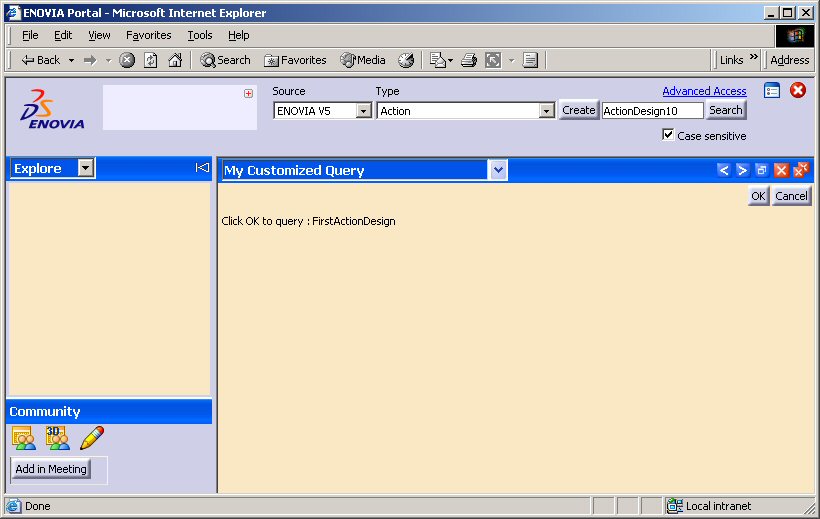 ENOVIA Portal - Microsoft Internet Explorer
File Edit View Favorites Tools Help
Back Search Favorites Media Links » Address
Source Type Advanced Access
ENOVIA V5 Action Create ActionDesign10 Search
ENOVIA
Case sensitive
Explore My Customized Query
OK Cancel
Click OK to query : FirstActionDesign
Community
3D
Add in Meeting
Done Local intranet